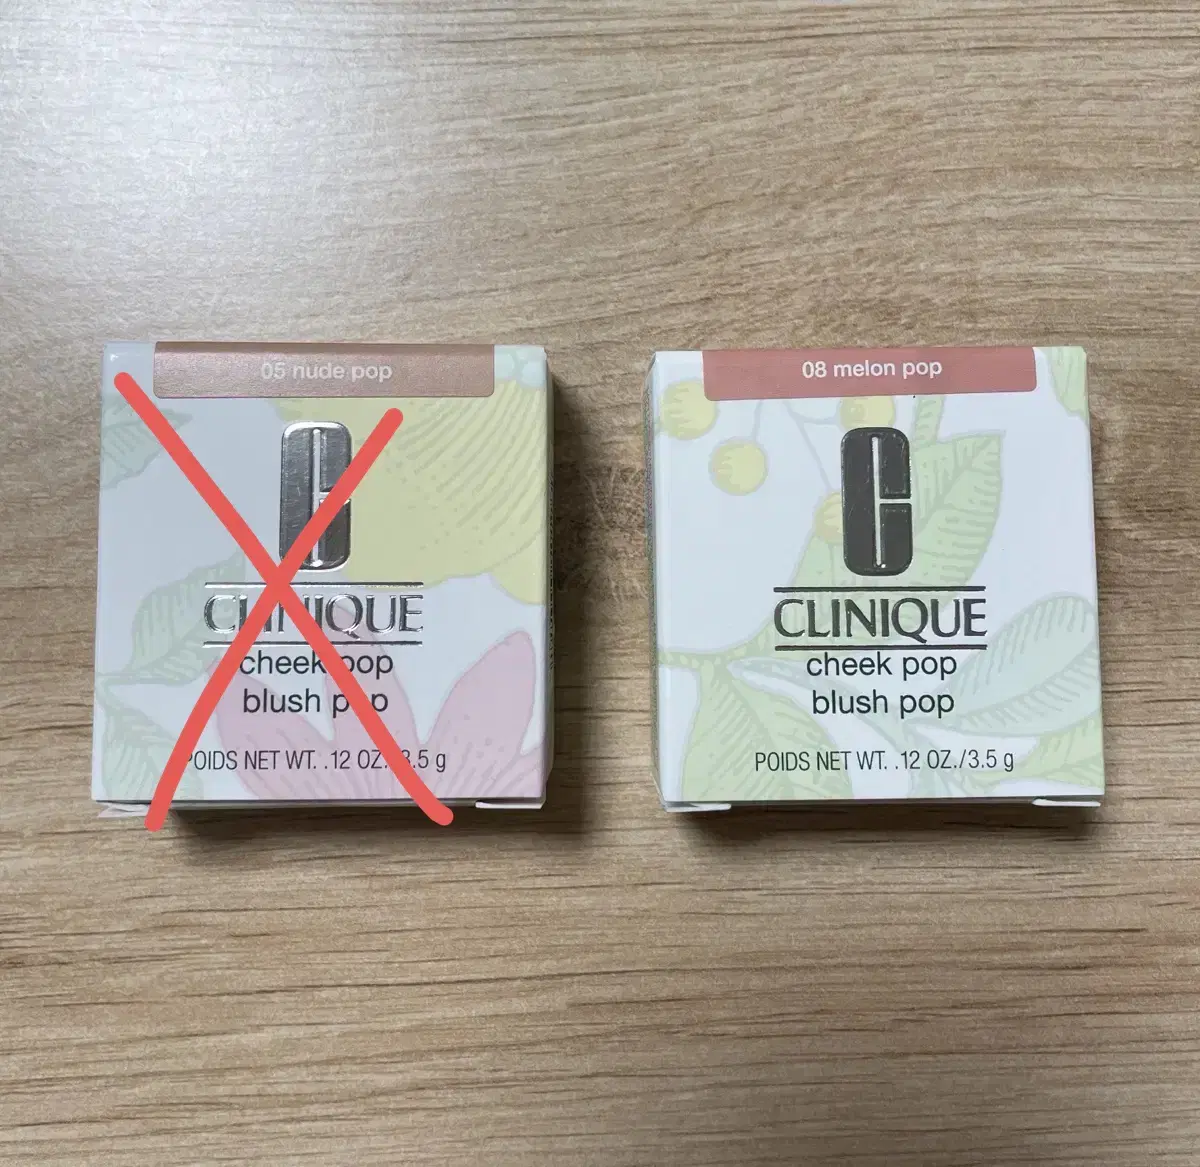 05 nude pop
CLINIQUE
cheek pop
blush pop
POIDS NET WT. .12 OZ./3.5 g
08 melon pop
CLINIQUE
cheek pop
blush pop
POIDS NET WT. .12 OZ./3.5 g